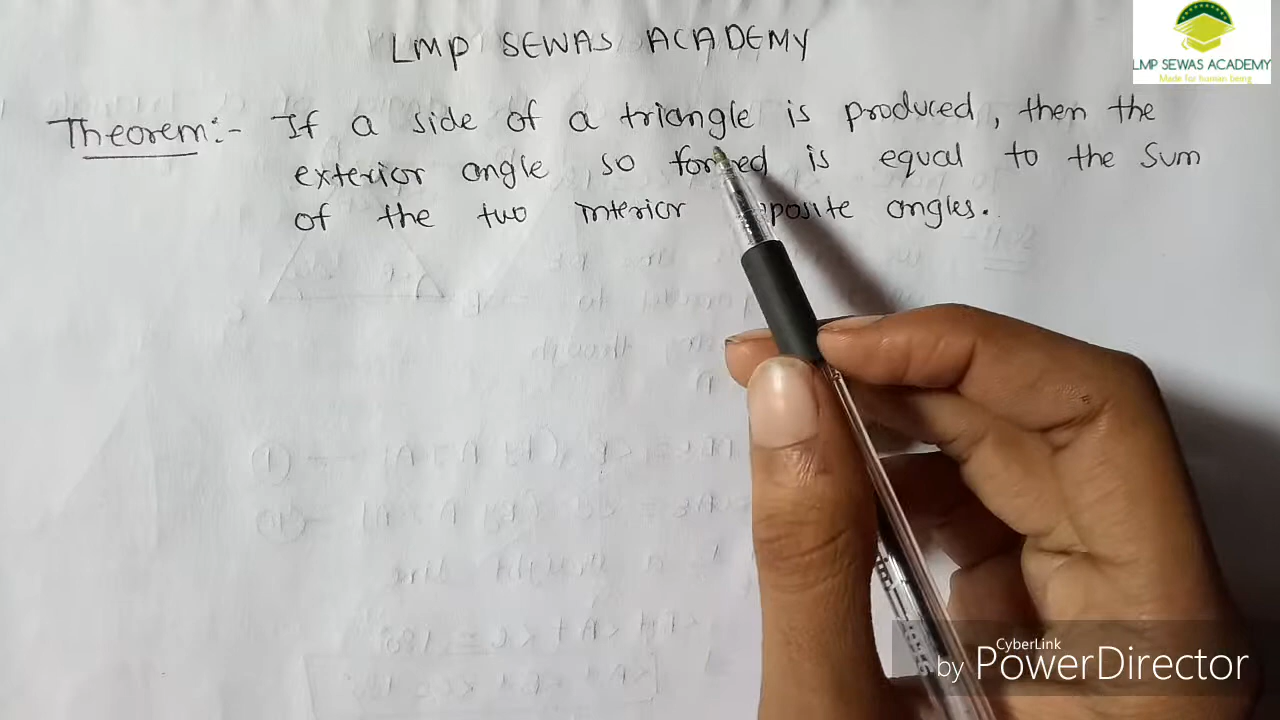 LMP SEWAS ACADEMY
LMP SEWAS ACADEMY
Made for human being
Theorem:- If a side of a triangle is produced, then the
exterior angle so formed is equal to the sum
of the two interior opposite angles.
CyberLink
by PowerDirector